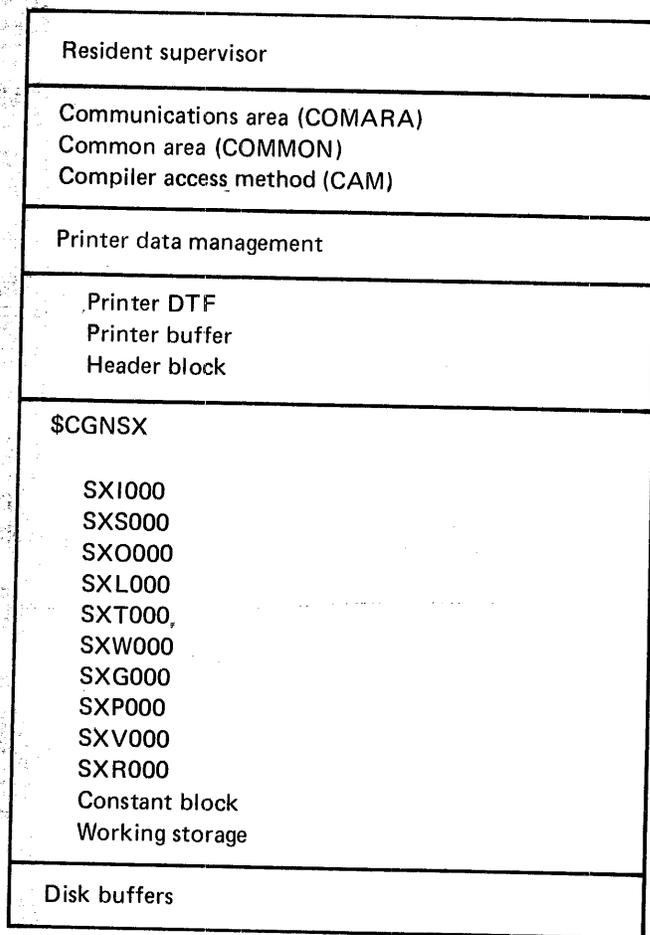 Resident supervisor
Communications area (COMARA)
Common area (COMMON)
Compiler access method (CAM)
Printer data management
Printer DTF
Printer buffer
Header block
$CGNSX
SXI000
SXS000
SXO000
SXL000
SXT000
SXW000
SXG000
SXP000
SXV000
SXR000
Constant block
Working storage
Disk buffers